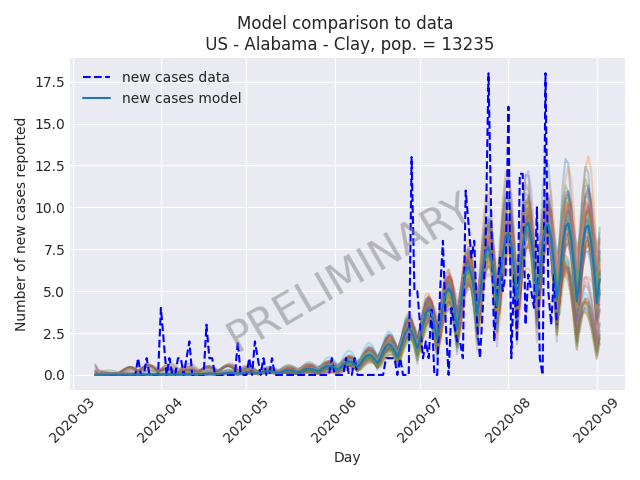 Model comparison to data
US - Alabama - Clay, pop. = 13235
new cases data
new cases model
PRELIMINARY
Number of new cases reported
17.5
15.0
12.5
10.0
7.5
5.0
2.5
0.0
2020-03
2020-04
2020-05
2020-06
2020-07
2020-08
2020-09
Day